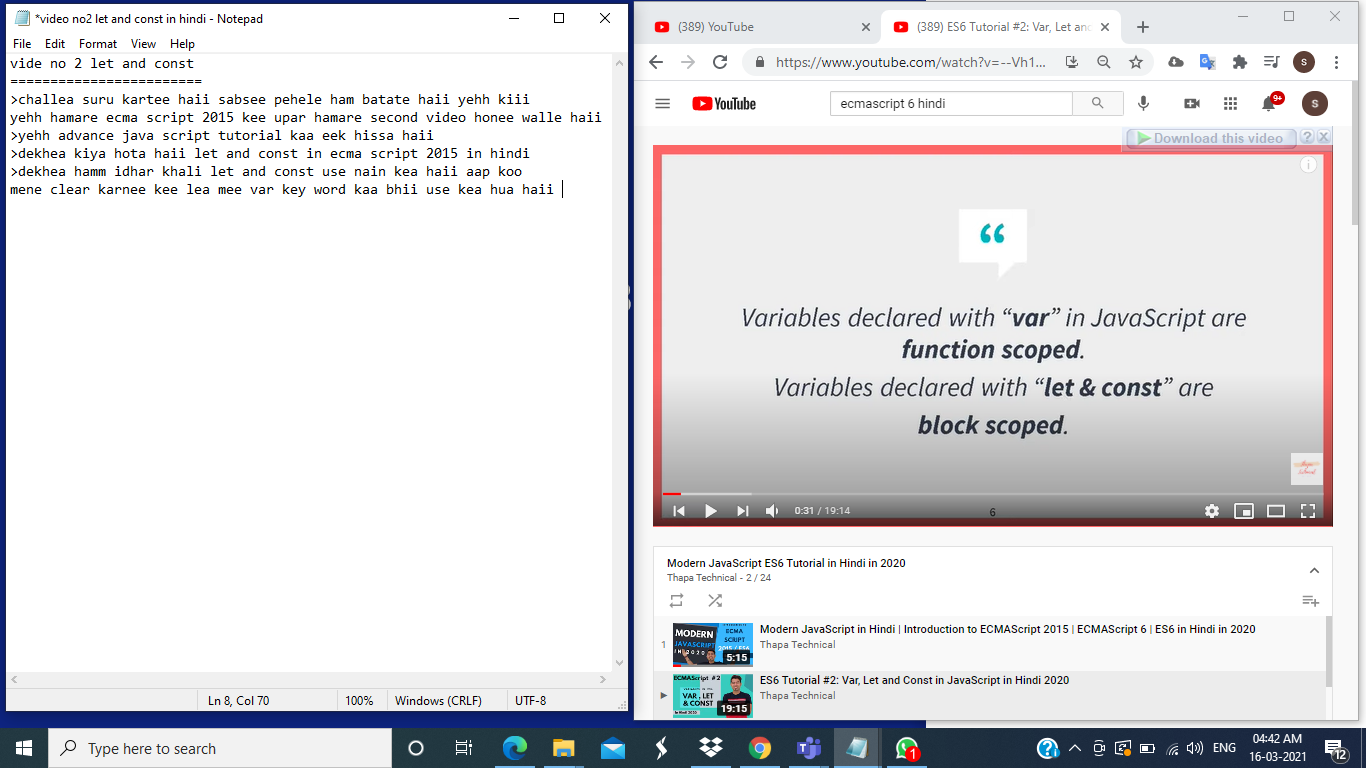 *video no2 let and const in hindi - Notepad
File Edit Format View Help
vide no 2 let and const
========================
>challea suru kartee haii sabsee pehele ham batate haii yehh kiii
yehh hamare ecma script 2015 kee upar hamare second video honee walle haii
>yehh advance java script tutorial kaa eek hissa haii
>dekhea kiya hota haii let and const in ecma script 2015 in hindi
>dekhea hamm idhar khali let and const use nain kea haii aap koo
mene clear karnee kee lea mee var key word kaa bhii use kea hua haii
Ln 8, Col 70 100% Windows (CRLF) UTF-8
(389) YouTube
(389) ES6 Tutorial #2: Var, Let and
https://www.youtube.com/watch?v=--Vh1...
S
YouTube
ecmascript 6 hindi
9+
S
Download this video ? X
“
Variables declared with “var” in JavaScript are
function scoped.
Variables declared with “let & const” are
block scoped.
0:31 / 19:14
6
Modern JavaScript ES6 Tutorial in Hindi in 2020
Thapa Technical - 2 / 24
1
MODERN
JAVASCRIPT
IN 2020
ECMA
SCRIPT
2015 / ES6
5:15
Modern JavaScript in Hindi | Introduction to ECMAScript 2015 | ECMAScript 6 | ES6 in Hindi in 2020
Thapa Technical
ECMAScript #2
VAR, LET
& CONST
19:15
ES6 Tutorial #2: Var, Let and Const in JavaScript in Hindi 2020
Thapa Technical
Type here to search
1
ENG
04:42 AM
16-03-2021
12